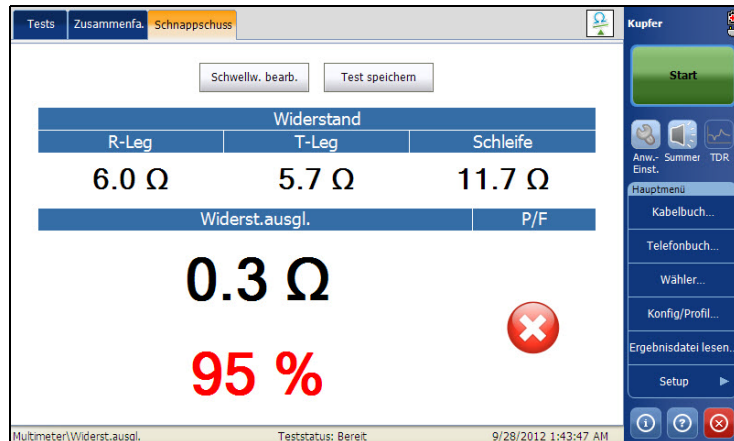 Tests Zusammenfa. Schnappschuss Ω Kupfer
Schwellw. bearb. Test speichern
Start
Widerstand
R-Leg T-Leg Schleife
6.0 Ω 5.7 Ω 11.7 Ω
Widerst.ausgl. P/F
0.3 Ω
95 %
Anw.- Summer TDR
Einst.
Hauptmenü
Kabelbuch...
Telefonbuch...
Wähler...
Konfig/Profil...
Ergebnisdatei lesen..
Setup
Multimeter\Widerst.ausgl. Teststatus: Bereit 9/28/2012 1:43:47 AM